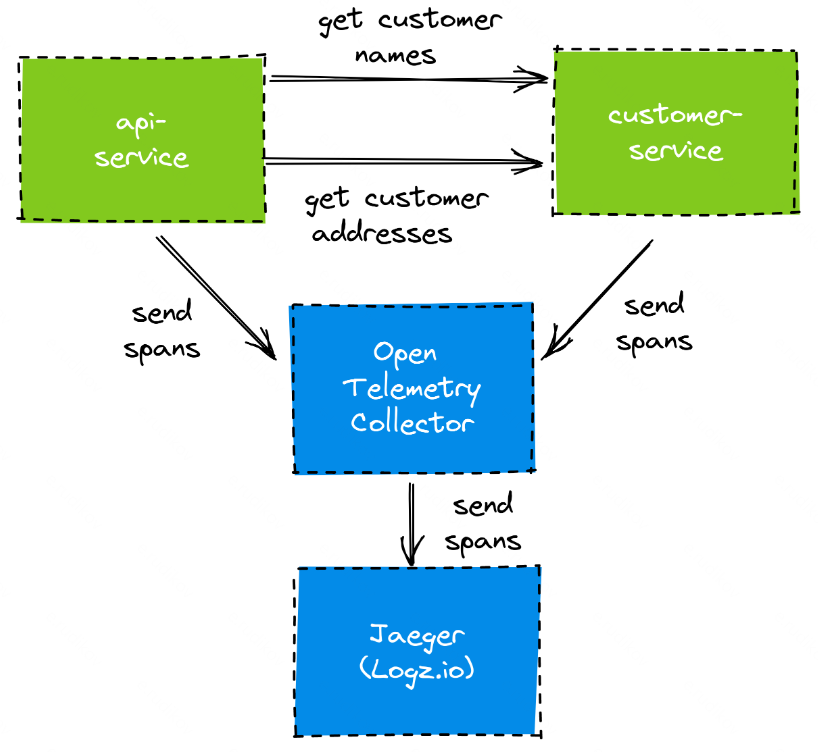 get customer
names
api-
service
customer-
service
get customer
addresses
send
spans
send
spans
Open
Telemetry
Collector
send
spans
Jaeger
(Logz.io)